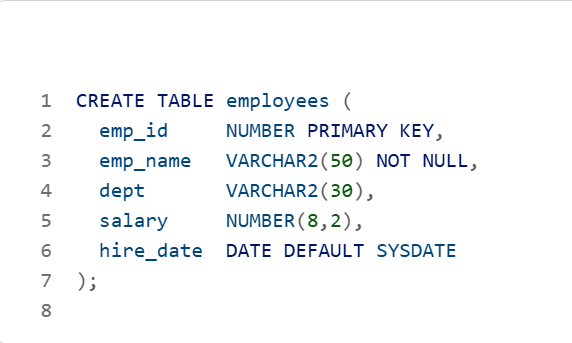 1 CREATE TABLE employees (
2 emp_id NUMBER PRIMARY KEY,
3 emp_name VARCHAR2(50) NOT NULL,
4 dept VARCHAR2(30),
5 salary NUMBER(8,2),
6 hire_date DATE DEFAULT SYSDATE
7 );
8